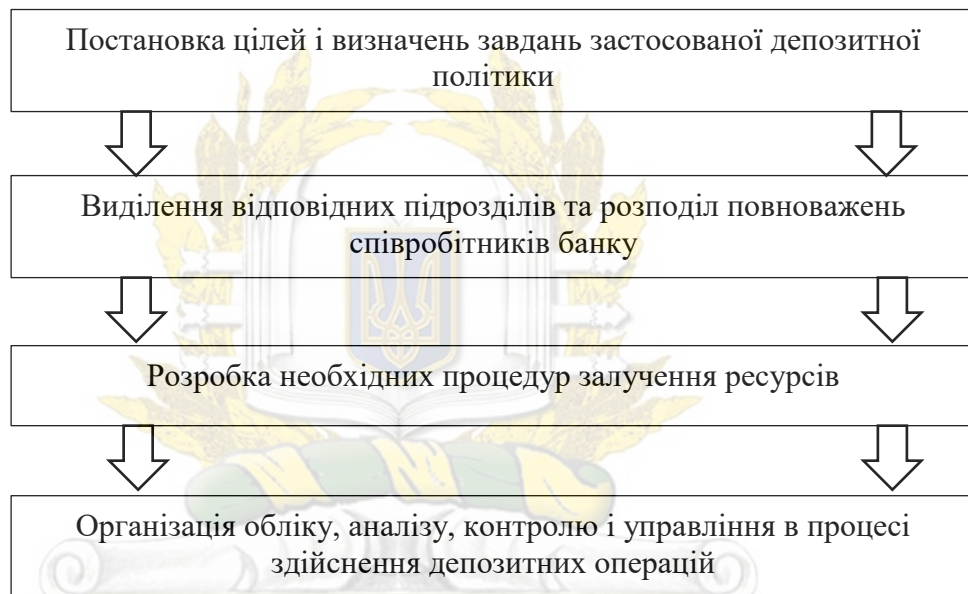 Постановка цілей і визначень завдань застосованої депозитної
політики
Виділення відповідних підрозділів та розподіл повноважень
співробітників банку
Розробка необхідних процедур залучення ресурсів
Організація обліку, аналізу, контролю і управління в процесі
здійснення депозитних операцій